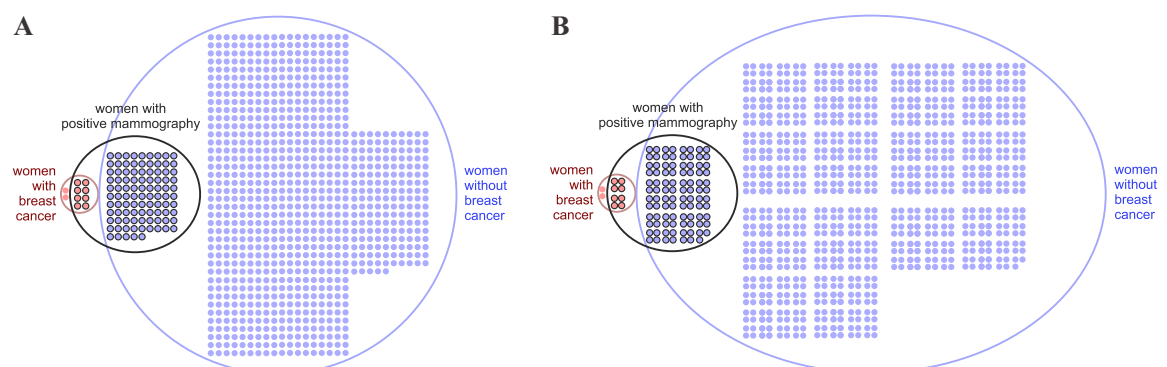 A
women with
positive mammography
women
with
breast
cancer
women
without
breast
cancer
B
women with
positive mammography
women
with
breast
cancer
women
without
breast
cancer